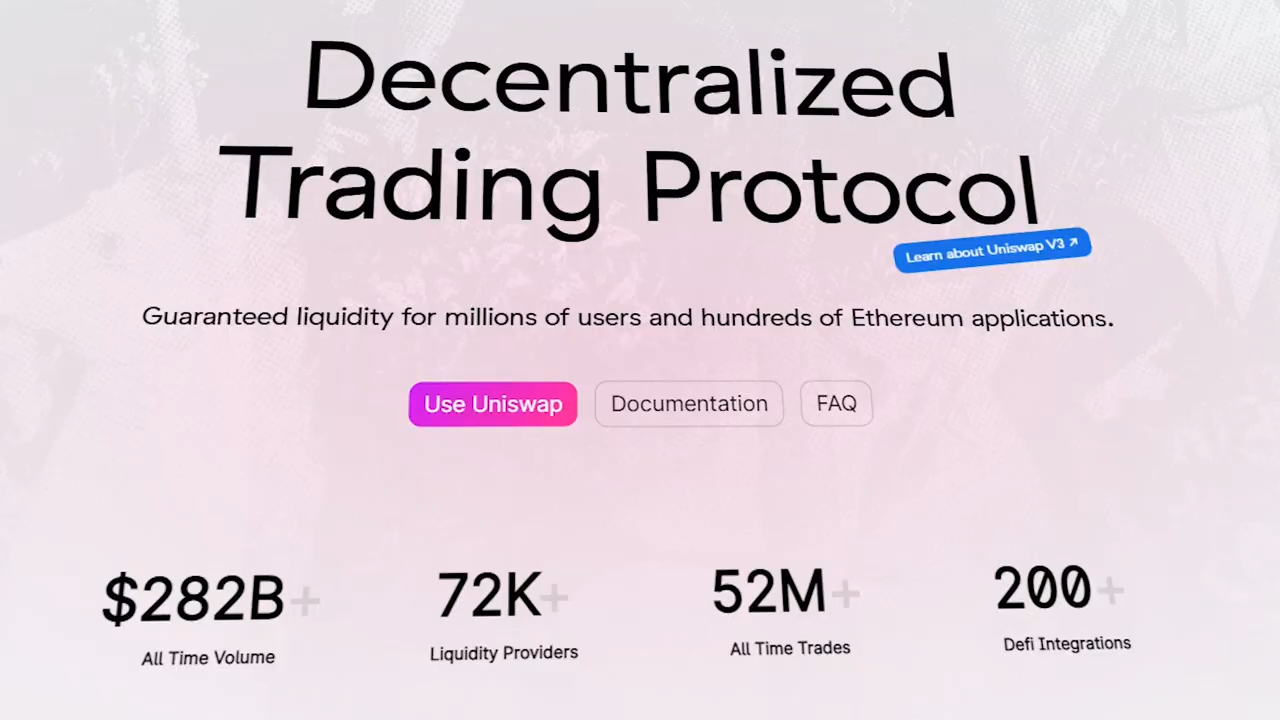 Decentralized
Trading Protocol
Learn about Uniswap V3 ↗
Guaranteed liquidity for millions of users and hundreds of Ethereum applications.
Use Uniswap Documentation FAQ
$282B+ 72K+ 52M+ 200+
All Time Volume Liquidity Providers All Time Trades Defi Integrations